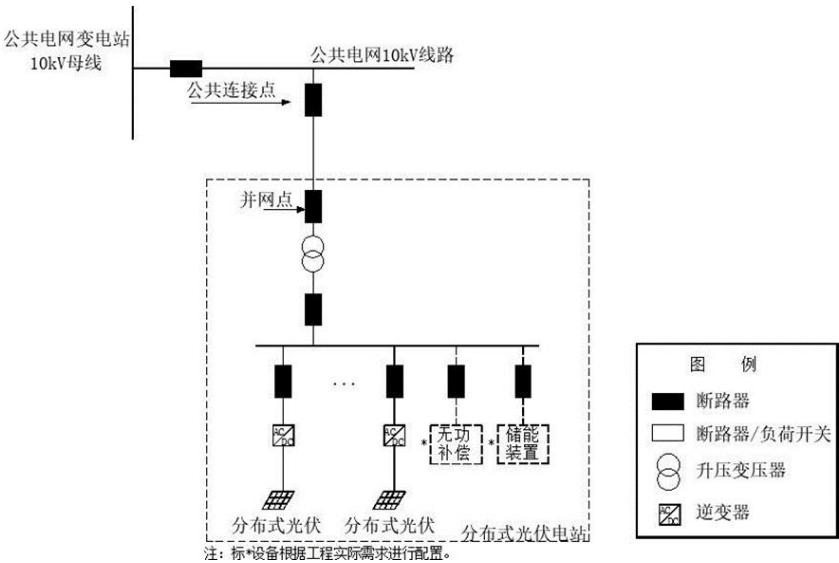 公共电网变电站
10kV母线
公共电网10kV线路
公共连接点
并网点
...
AC
DC
AC
DC
*
无功
补偿
*
储能
装置
分布式光伏
分布式光伏
分布式光伏电站
注：标*设备根据工程实际需求进行配置。
图 例
断路器
断路器/负荷开关
升压变压器
AC
DC
逆变器